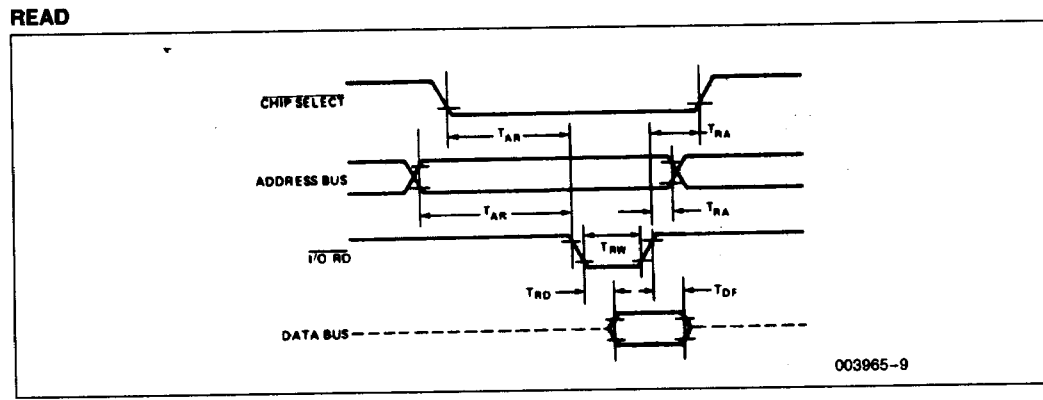 READ
CHIP SELECT
TAR
TRA
ADDRESS BUS
TAR
TRA
I/O RD
TRW
TRD
TDF
DATA BUS
003965-9